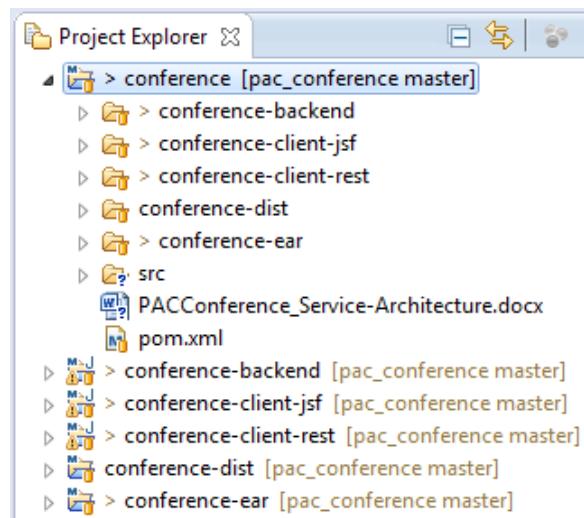 Project Explorer
> conference [pac_conference master]
> conference-backend
> conference-client-jsf
> conference-client-rest
conference-dist
> conference-ear
src
PACConference_Service-Architecture.docx
pom.xml
> conference-backend [pac_conference master]
> conference-client-jsf [pac_conference master]
> conference-client-rest [pac_conference master]
conference-dist [pac_conference master]
> conference-ear [pac_conference master]